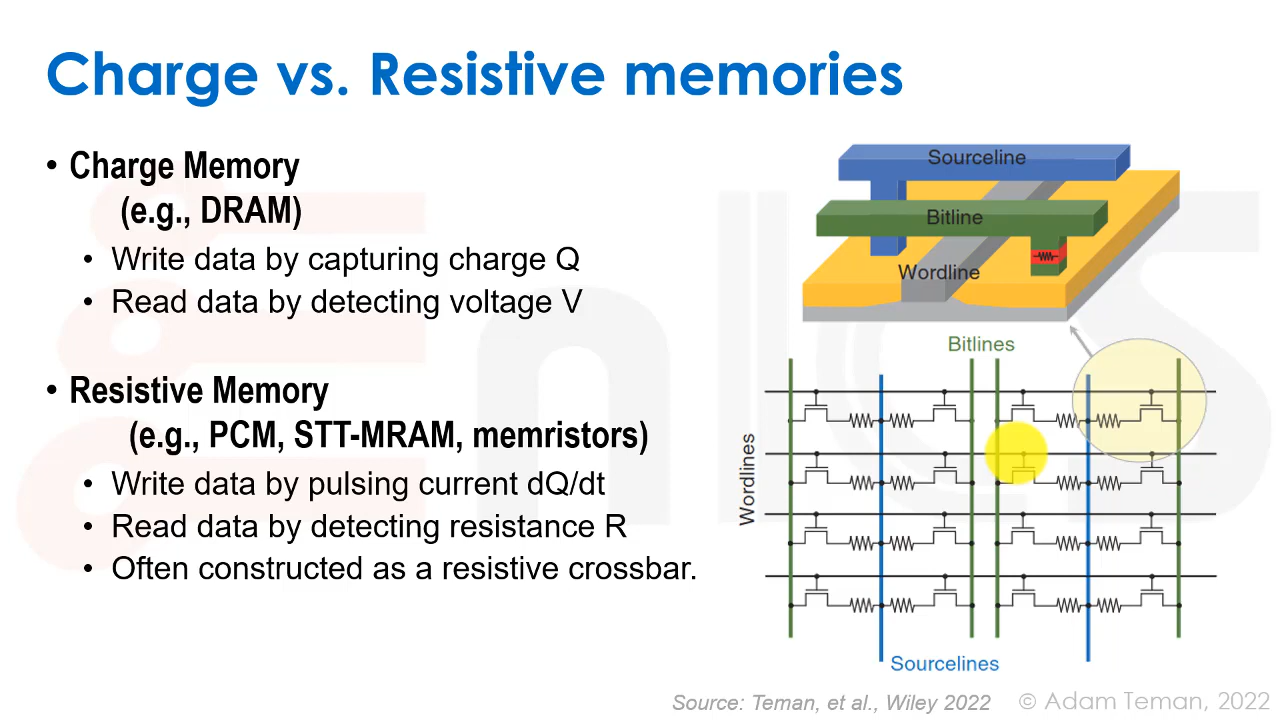 Charge vs. Resistive memories
• Charge Memory
(e.g., DRAM)
• Write data by capturing charge Q
• Read data by detecting voltage V
• Resistive Memory
(e.g., PCM, STT-MRAM, memristors)
• Write data by pulsing current dQ/dt
• Read data by detecting resistance R
• Often constructed as a resistive crossbar.
Sourceline
Bitline
Wordline
Bitlines
Wordlines
Sourcelines
Source: Teman, et al., Wiley 2022
© Adam Teman, 2022
EnICS